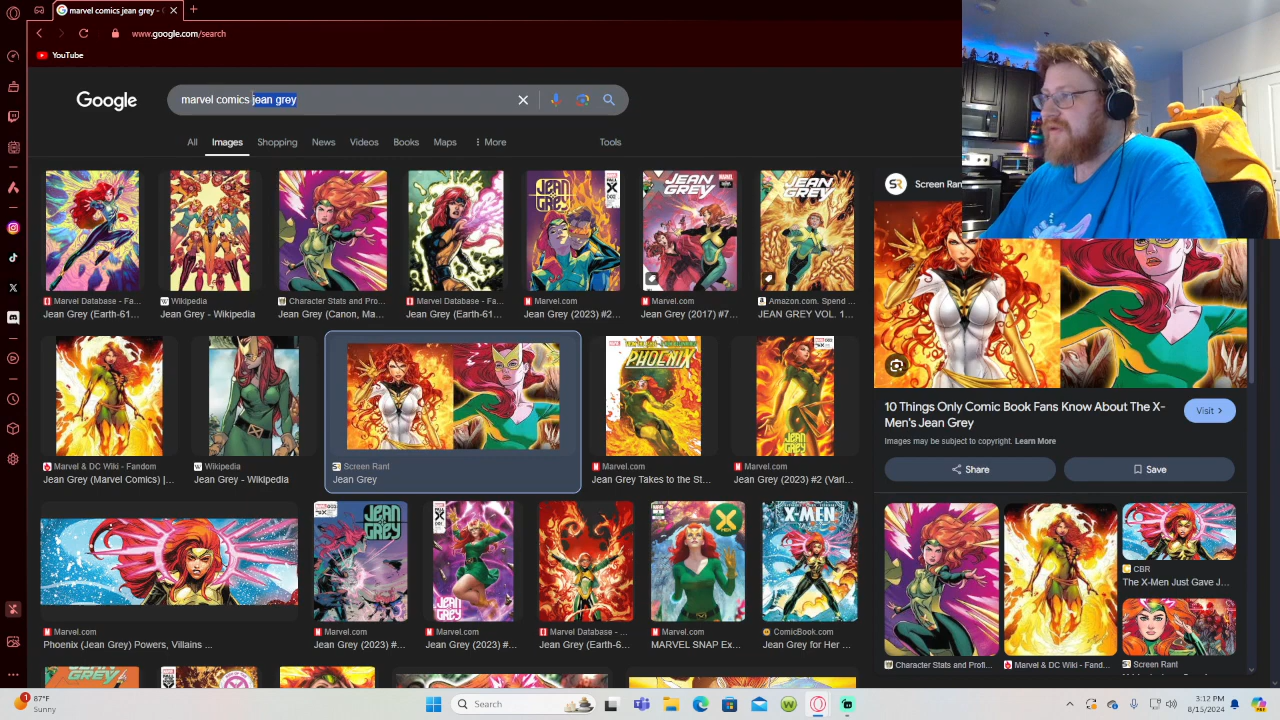 marvel comics jean grey - 
www.google.com/search
YouTube
Google
marvel comics jean grey
All Images Shopping News Videos Books Maps More Tools
SR Screen Ran
JEAN GREY
JEAN GREY
JEAN GREY
Marvel Database - Fa...
Jean Grey (Earth-61...
Wikipedia
Jean Grey - Wikipedia
Character Stats and Pro...
Jean Grey (Canon, Ma...
Marvel Database - Fa...
Jean Grey (Earth-61...
Marvel.com
Jean Grey (2023) #2...
Marvel.com
Jean Grey (2017) #7...
Amazon.com. Spend ...
JEAN GREY VOL. 1...
PHOENIX
JEAN GREY
Marvel & DC Wiki - Fandom
Jean Grey (Marvel Comics) |...
Wikipedia
Jean Grey - Wikipedia
Screen Rant
Jean Grey
Marvel.com
Jean Grey Takes to the St...
Marvel.com
Jean Grey (2023) #2 (Vari...
10 Things Only Comic Book Fans Know About The X-
Men's Jean Grey
Visit
Images may be subject to copyright. Learn More
Share
Save
JEAN GREY
JEAN GREY
X-MEN
Marvel.com
Phoenix (Jean Grey) Powers, Villains ...
Marvel.com
Jean Grey (2023) #...
Marvel.com
Jean Grey (2023) #...
Marvel Database - ...
Jean Grey (Earth-6...
Marvel.com
MARVEL SNAP Ex...
ComicBook.com
Jean Grey for Her ...
CBR
The X-Men Just Gave J...
Character Stats and Profi...
Marvel & DC Wiki - Fand...
Screen Rant
1
87°F
Sunny
Search
3:12 PM
8/15/2024